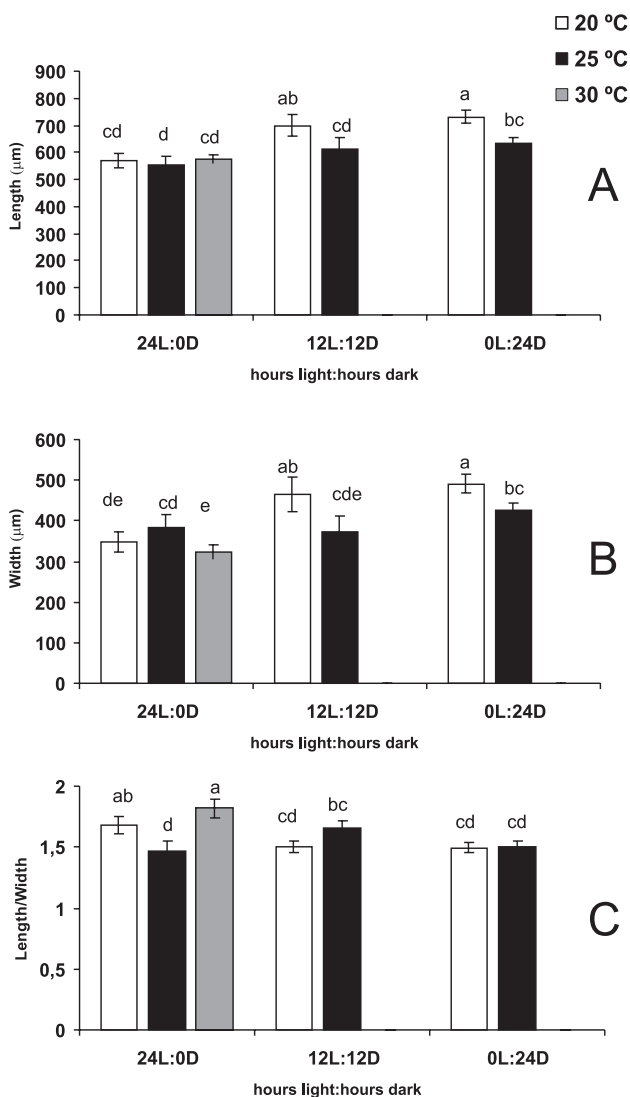 20 ºC
25 ºC
30 ºC
900
800
700
600
500
400
300
200
100
0
Length (μm)
cd
d
cd
ab
cd
a
bc
A
24L:0D
12L:12D
0L:24D
hours light:hours dark
600
500
400
300
200
100
0
Width (μm)
de
cd
e
ab
cde
a
bc
B
24L:0D
12L:12D
0L:24D
hours light:hours dark
2
1,5
1
0,5
0
Length/Width
ab
d
a
cd
bc
cd
cd
C
24L:0D
12L:12D
0L:24D
hours light:hours dark